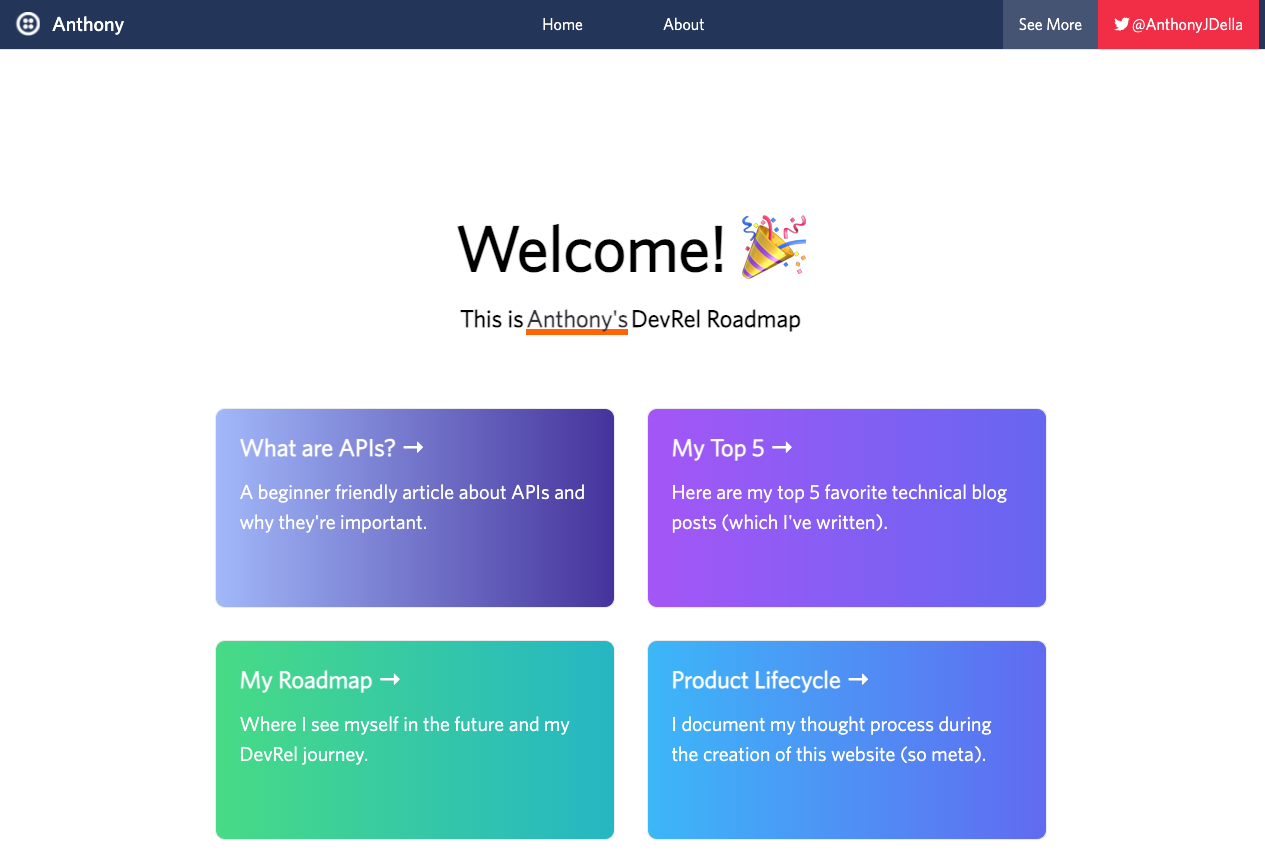 Anthony
Home
About
See More
@AnthonyJDella
Welcome! 🎉
This is Anthony's DevRel Roadmap
What are APIs? →
A beginner friendly article about APIs and
why they're important.
My Top 5 →
Here are my top 5 favorite technical blog
posts (which I've written).
My Roadmap →
Where I see myself in the future and my
DevRel journey.
Product Lifecycle →
I document my thought process during
the creation of this website (so meta).